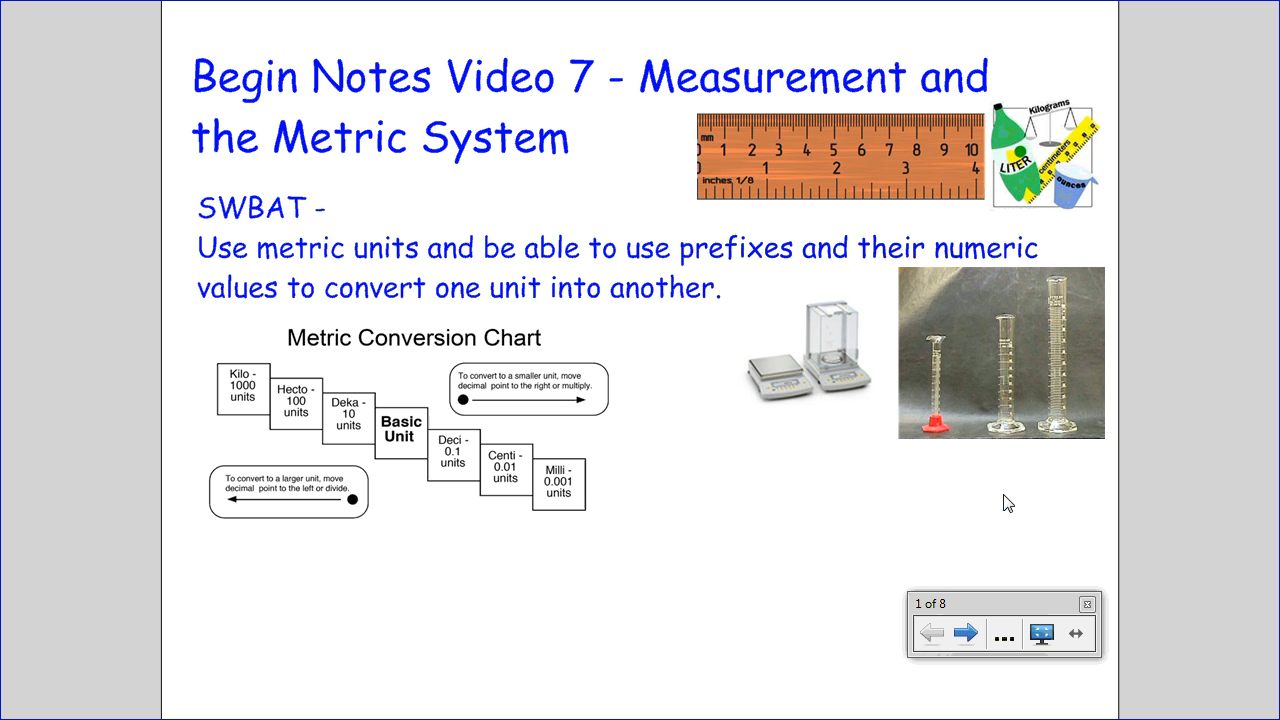 Begin Notes Video 7 - Measurement and
the Metric System
mm
1 2 3 4 5 6 7 8 9 10
1 2 3 4
inches, 1/8
Kilograms
LITER
centimeters
ounces
SWBAT -
Use metric units and be able to use prefixes and their numeric
values to convert one unit into another.
Metric Conversion Chart
Kilo -
1000
units
Hecto -
100
units
Deka -
10
units
Basic
Unit
Deci -
0.1
units
Centi -
0.01
units
Milli -
0.001
units
To convert to a smaller unit, move
decimal point to the right or multiply.
To convert to a larger unit, move
decimal point to the left or divide.
1 of 8
...